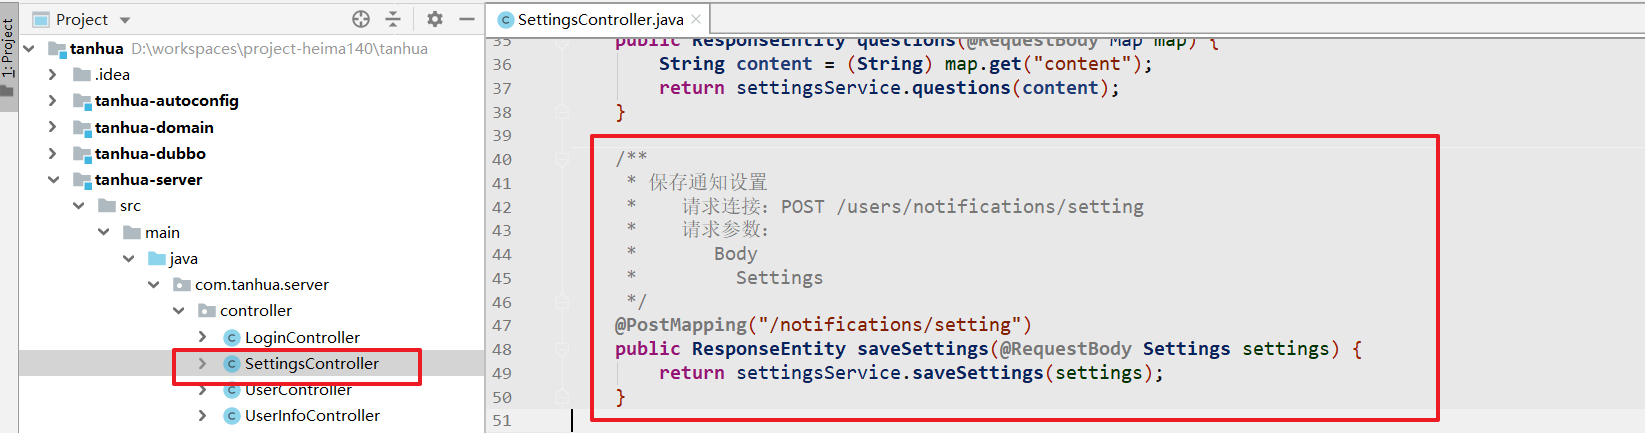 1: Project
Project
tanhua D:\workspaces\project-heima140\tanhua
.idea
tanhua-autoconfig
tanhua-domain
tanhua-dubbo
tanhua-server
src
main
java
com.tanhua.server
controller
LoginController
SettingsController
UserController
UserInfoController
SettingsController.java
35 public ResponseEntity questions(@RequestBody Map map) {
36 String content = (String) map.get("content");
37 return settingsService.questions(content);
38 }
39
40 /**
41 * 保存通知设置
42 * 请求连接：POST /users/notifications/setting
43 * 请求参数：
44 * Body
45 * Settings
46 */
47 @PostMapping("/notifications/setting")
48 public ResponseEntity saveSettings(@RequestBody Settings settings) {
49 return settingsService.saveSettings(settings);
50 }
51